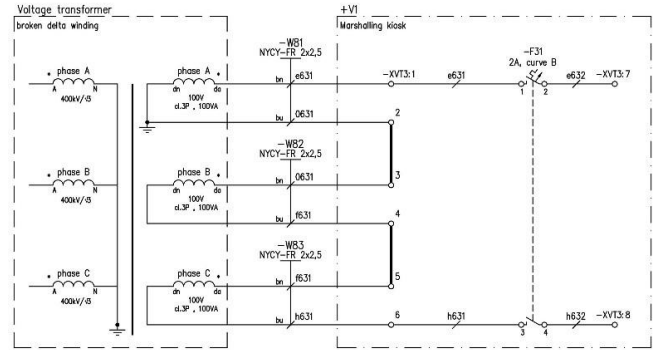 Voltage transformer
broken delta winding
+V1
Marshalling kiosk
-W81
NYCY-FR 2x2,5
-F31
2A, curve B
* phase A
A N
400kV/√3
phase A *
dn da
100V
cl.3P , 100VA
bn e631
-XVT3:1
e631
1 2
e632
-XVT3:7
bu 0631
2
-W82
NYCY-FR 2x2,5
* phase B
A N
400kV/√3
phase B *
dn da
100V
cl.3P , 100VA
bn 0631
3
bu f631
4
-W83
NYCY-FR 2x2,5
* phase C
A N
400kV/√3
phase C *
dn da
100V
cl.3P , 100VA
bn f631
5
bu h631
6
h631
3 4
h632
-XVT3:8